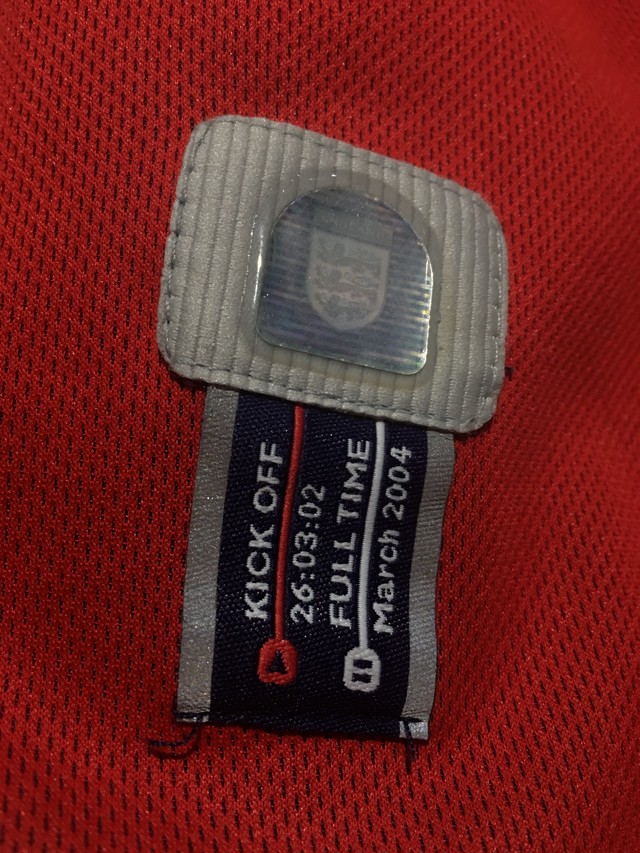 KICK OFF
26:03:02
FULL TIME
March 2004